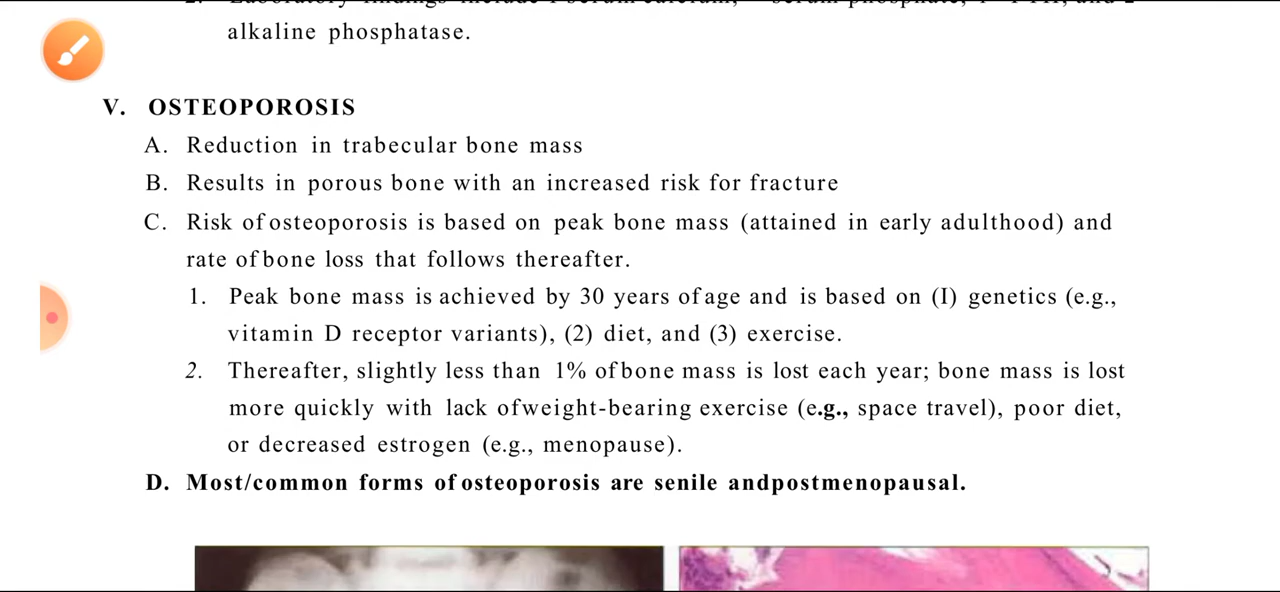 alkaline phosphatase.
V. OSTEOPOROSIS
A. Reduction in trabecular bone mass
B. Results in porous bone with an increased risk for fracture
C. Risk of osteoporosis is based on peak bone mass (attained in early adulthood) and
rate of bone loss that follows thereafter.
1. Peak bone mass is achieved by 30 years of age and is based on (I) genetics (e.g.,
vitamin D receptor variants), (2) diet, and (3) exercise.
2. Thereafter, slightly less than 1% of bone mass is lost each year; bone mass is lost
more quickly with lack ofweight-bearing exercise (e.g., space travel), poor diet,
or decreased estrogen (e.g., menopause).
D. Most/common forms of osteoporosis are senile andpostmenopausal.